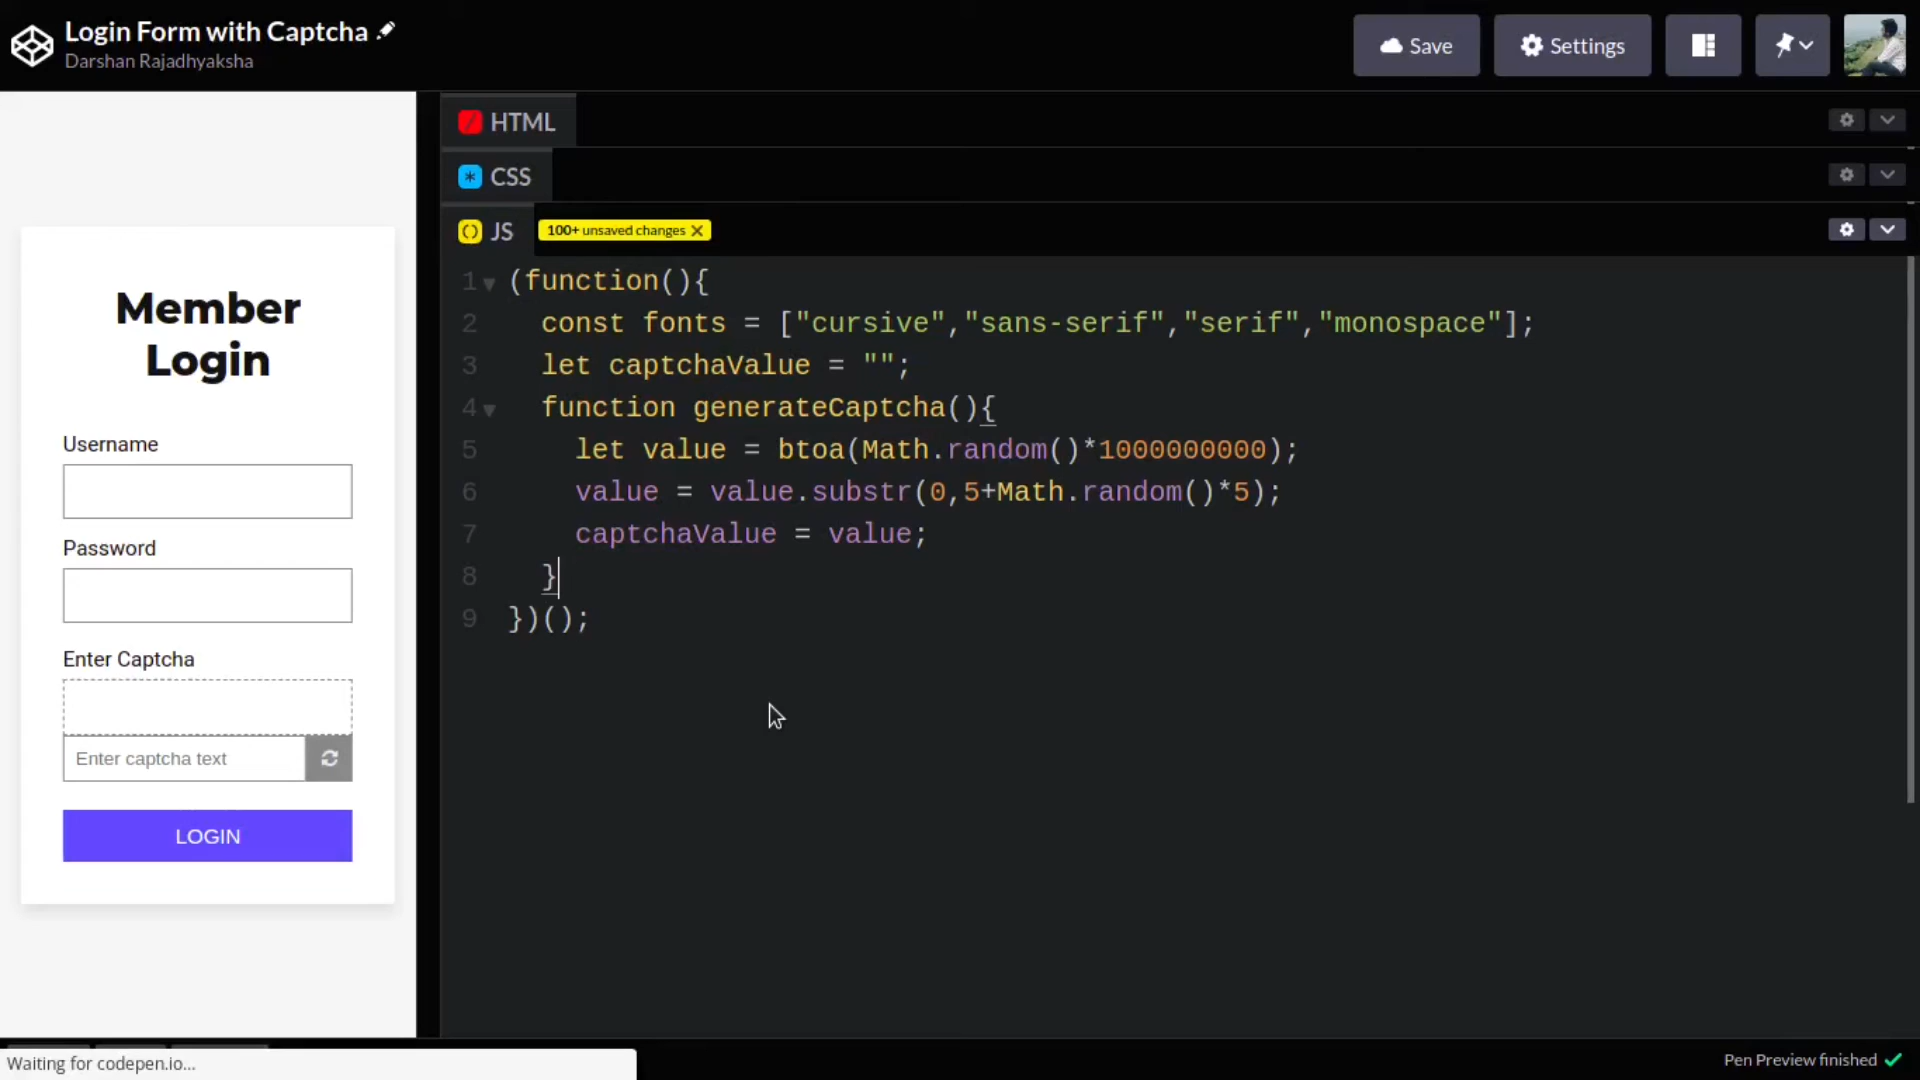 Login Form with Captcha
Darshan Rajadhyaksha
Save
Settings
HTML
CSS
JS
100+ unsaved changes
Member
Login
Username
Password
Enter Captcha
Enter captcha text
LOGIN
1 (function(){
2 const fonts = ["cursive","sans-serif","serif","monospace"];
3 let captchaValue = "";
4 function generateCaptcha(){
5 let value = btoa(Math.random()*1000000000);
6 value = value.substr(0,5+Math.random()*5);
7 captchaValue = value;
8 }
9 })();
Waiting for codepen.io...
Pen Preview finished